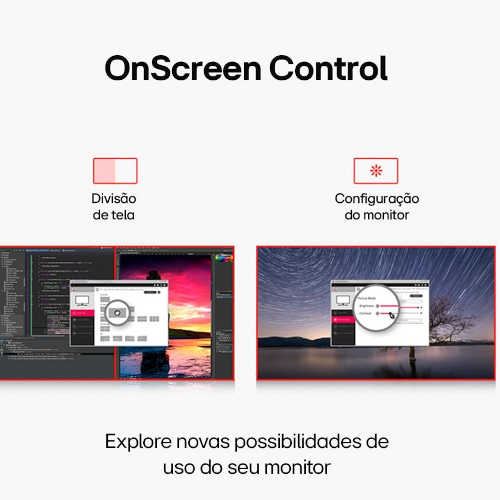 OnScreen Control
Divisão
de tela
Configuração
do monitor
Picture Mode
Brightness
Contrast
Explore novas possibilidades de
uso do seu monitor